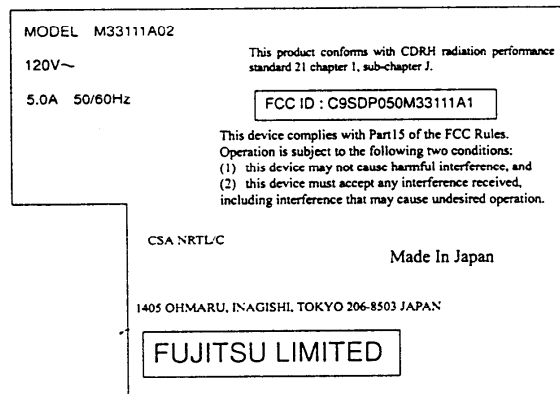 MODEL M33111A02
120V~
5.0A 50/60Hz
This product conforms with CDRH radiation performance
standard 21 chapter 1, sub-chapter J.
FCC ID : C9SDP050M33111A1
This device complies with Part15 of the FCC Rules.
Operation is subject to the following two conditions:
(1) this device may not cause harmful interference, and
(2) this device must accept any interference received,
including interference that may cause undesired operation.
CSA NRTL/C
Made In Japan
1405 OHMARU, INAGISHI, TOKYO 206-8503 JAPAN
FUJITSU LIMITED